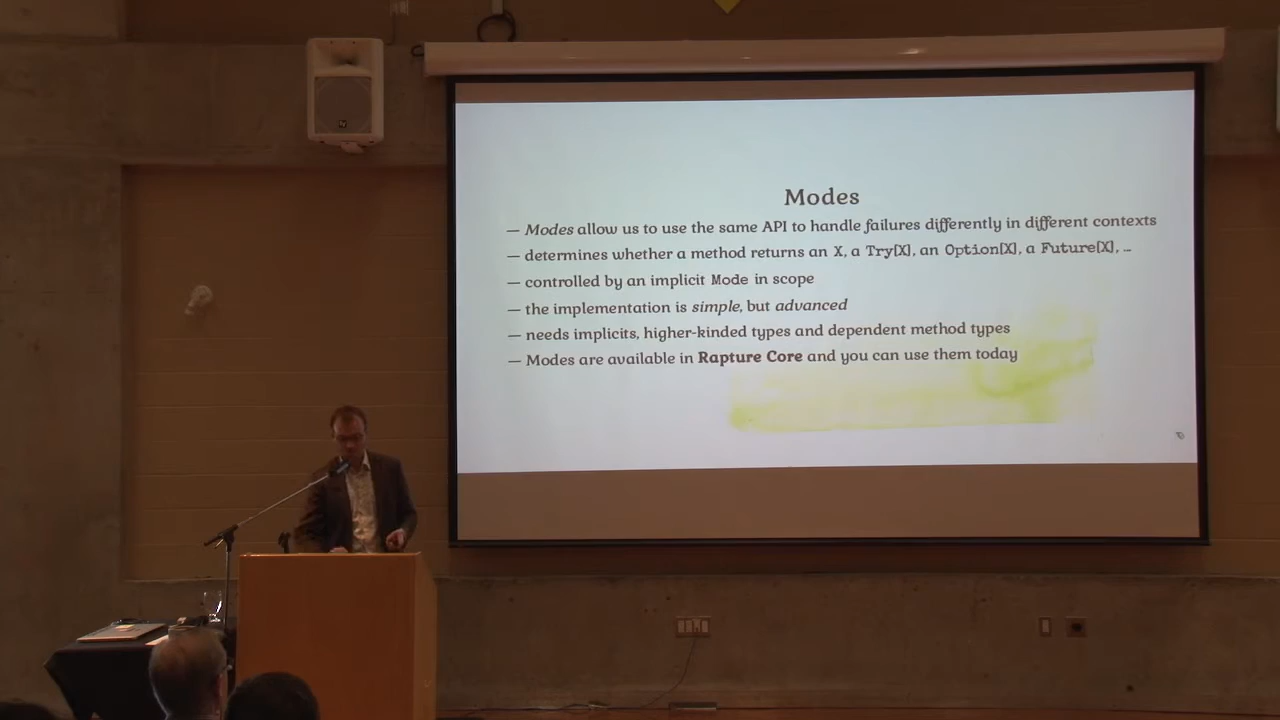 Modes
— Modes allow us to use the same API to handle failures differently in different contexts
— determines whether a method returns an X, a Try[X], an Option[X], a Future[X], …
— controlled by an implicit Mode in scope
— the implementation is simple, but advanced
— needs implicits, higher-kinded types and dependent method types
— Modes are available in Rapture Core and you can use them today